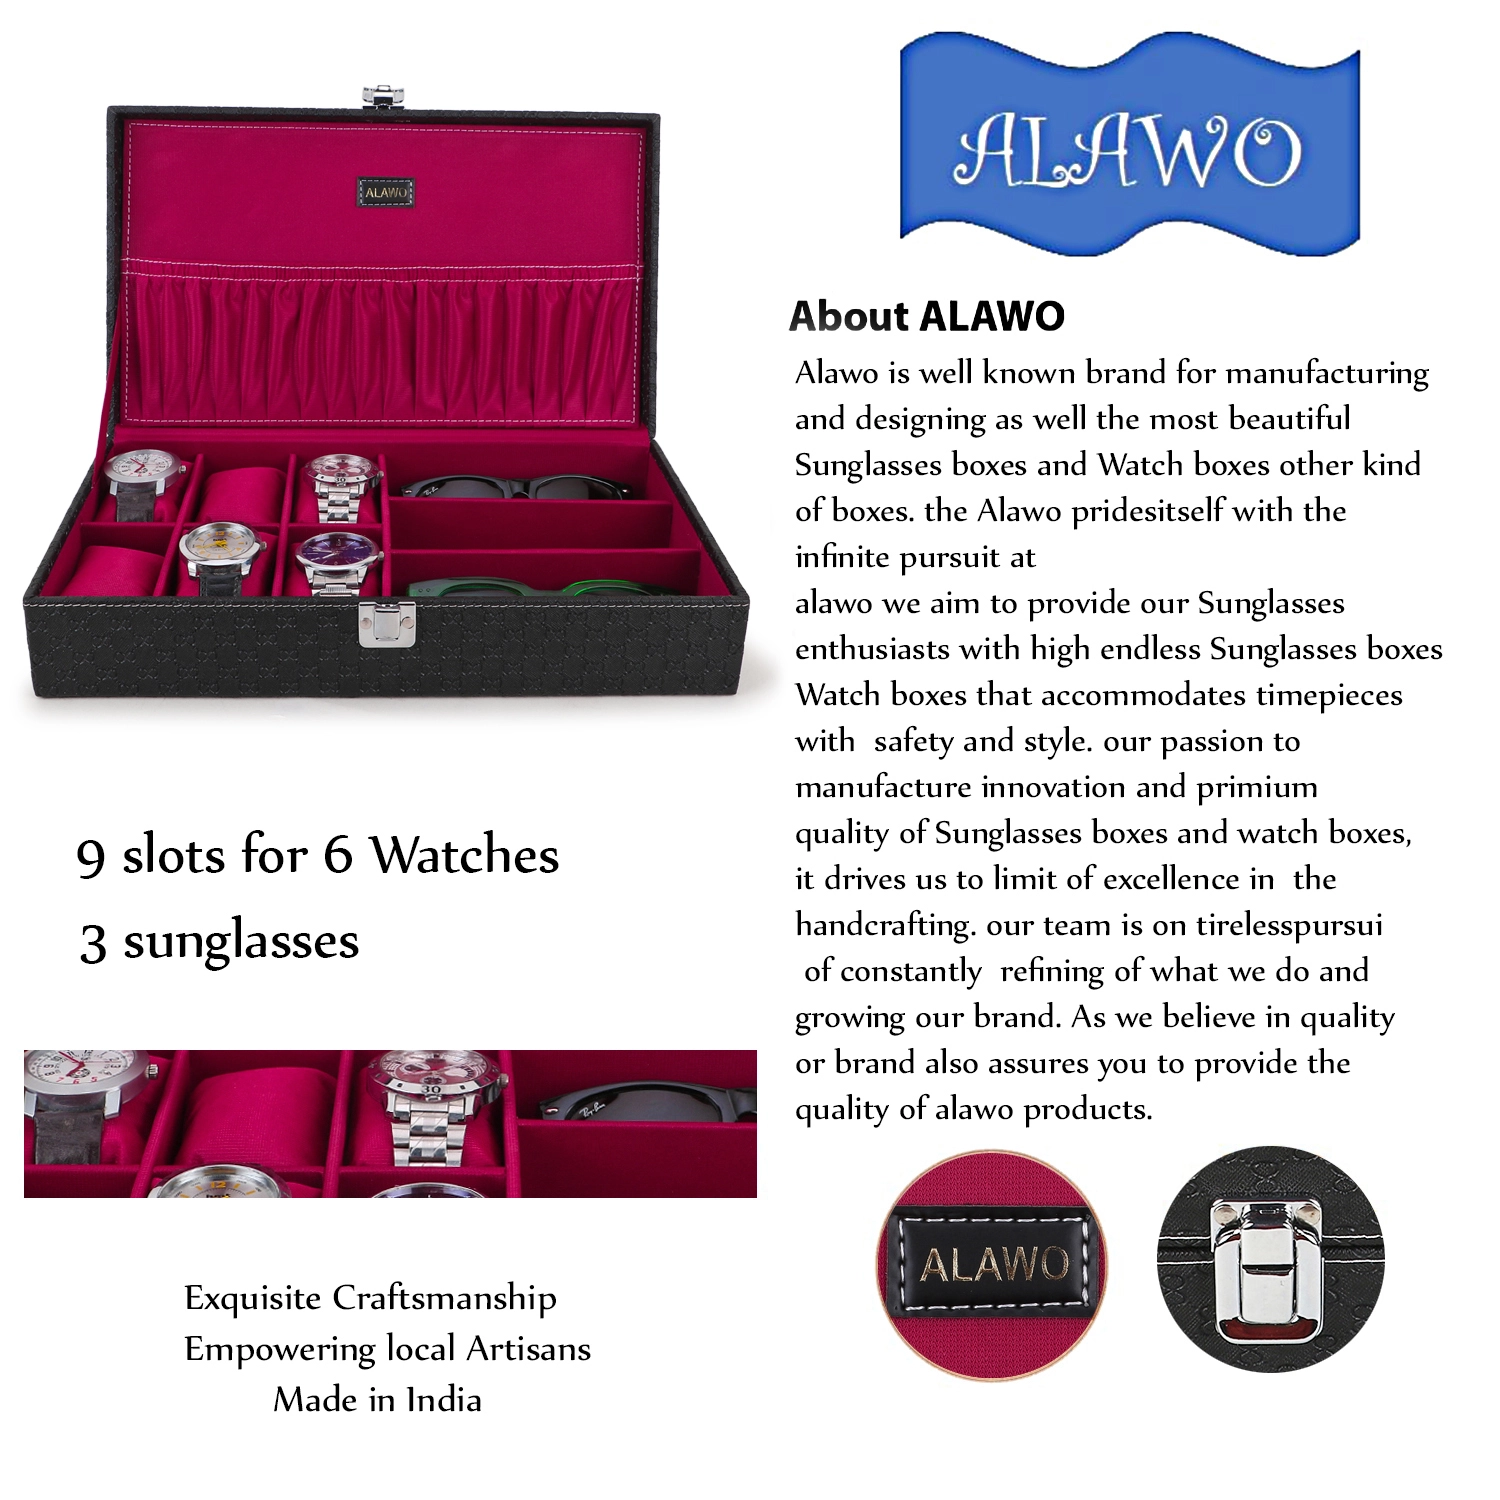 ALAWO
ALAWO
About ALAWO
Alawo is well known brand for manufacturing
and designing as well the most beautiful
Sunglasses boxes and Watch boxes other kind
of boxes. the Alawo pridesitself with the
infinite pursuit at
alawo we aim to provide our Sunglasses
enthusiasts with high endless Sunglasses boxes
Watch boxes that accommodates timepieces
with safety and style. our passion to
manufacture innovation and primium
quality of Sunglasses boxes and watch boxes,
it drives us to limit of excellence in the
handcrafting. our team is on tirelesspursui
of constantly refining of what we do and
growing our brand. As we believe in quality
or brand also assures you to provide the
quality of alawo products.
9 slots for 6 Watches
3 sunglasses
30
Ray-Ban
Exquisite Craftsmanship
Empowering local Artisans
Made in India
ALAWO